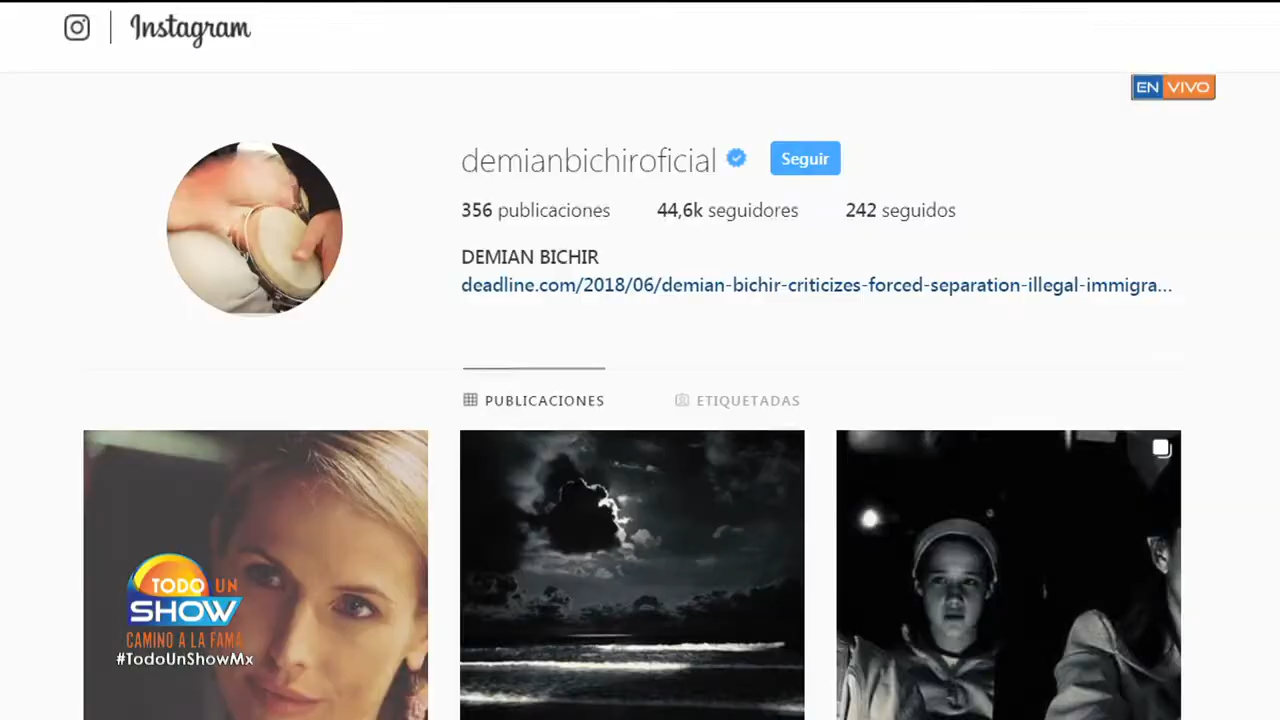 Instagram
EN VIVO
demianbichiroficial Seguir
356 publicaciones 44,6k seguidores 242 seguidos
DEMIAN BICHIR
deadline.com/2018/06/demian-bichir-criticizes-forced-separation-illegal-immigra...
PUBLICACIONES ETIQUETADAS
TODO UN
SHOW
CAMINO A LA FAMA
#TodoUnShowMx